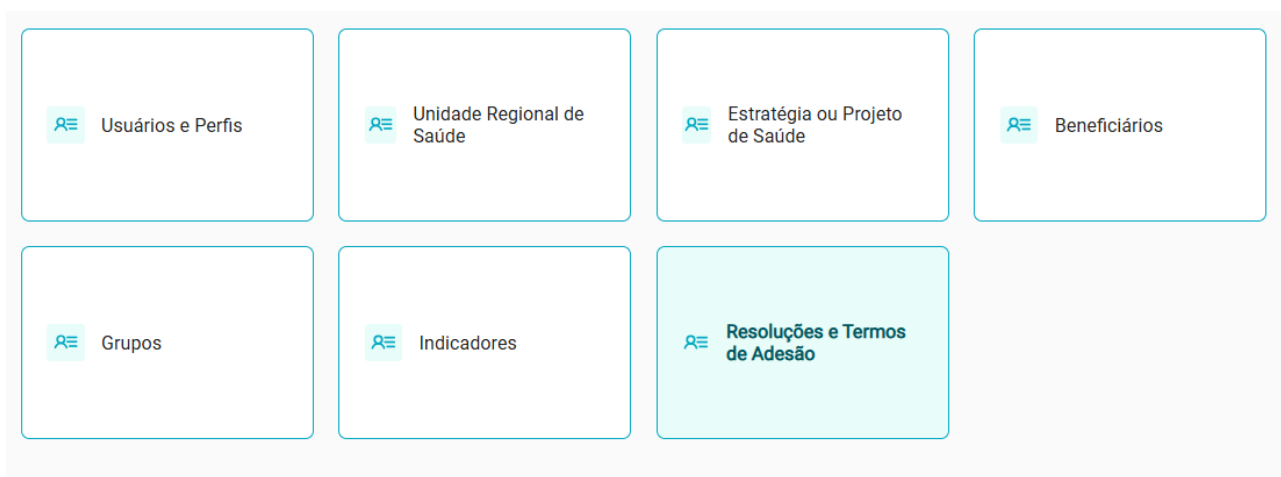 Usuários e Perfis
Unidade Regional de
Saúde
Estratégia ou Projeto
de Saúde
Beneficiários
Grupos
Indicadores
Resoluções e Termos
de Adesão